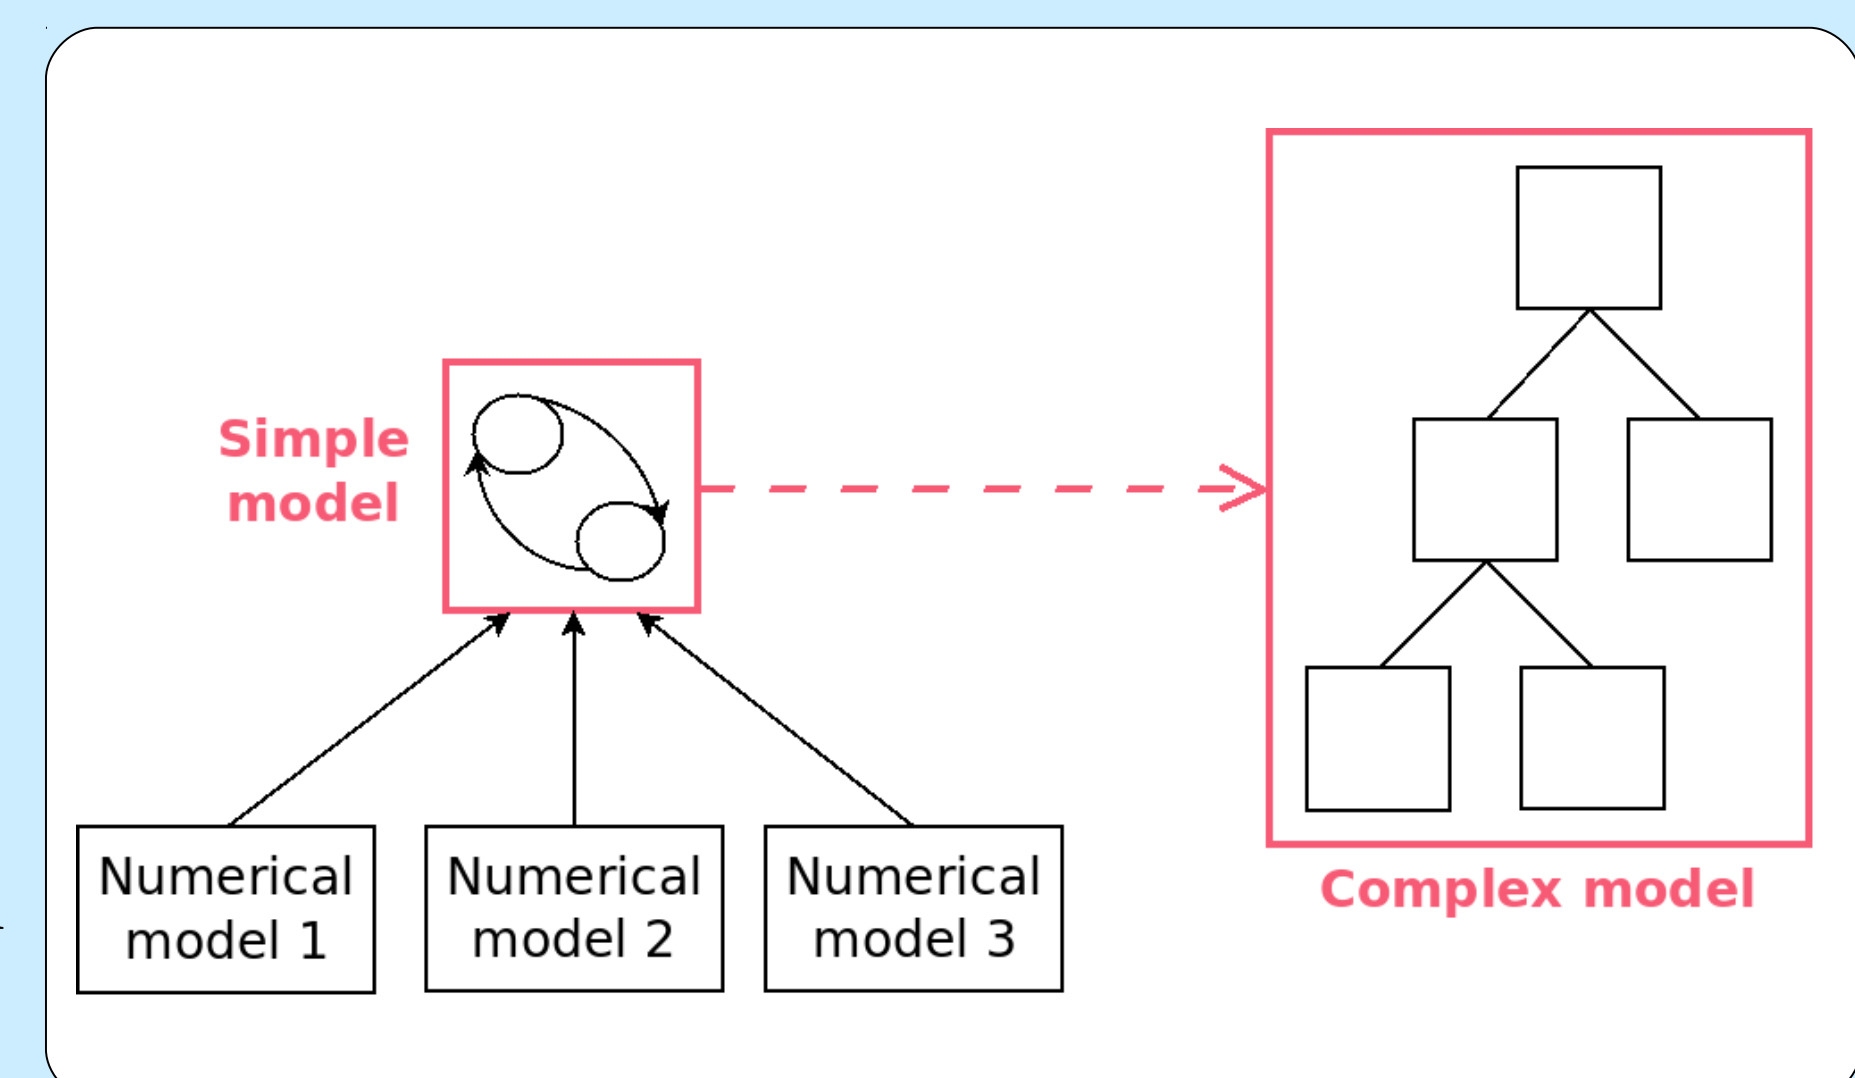 Simple
model
Numerical
model 1
Numerical
model 2
Numerical
model 3
Complex model